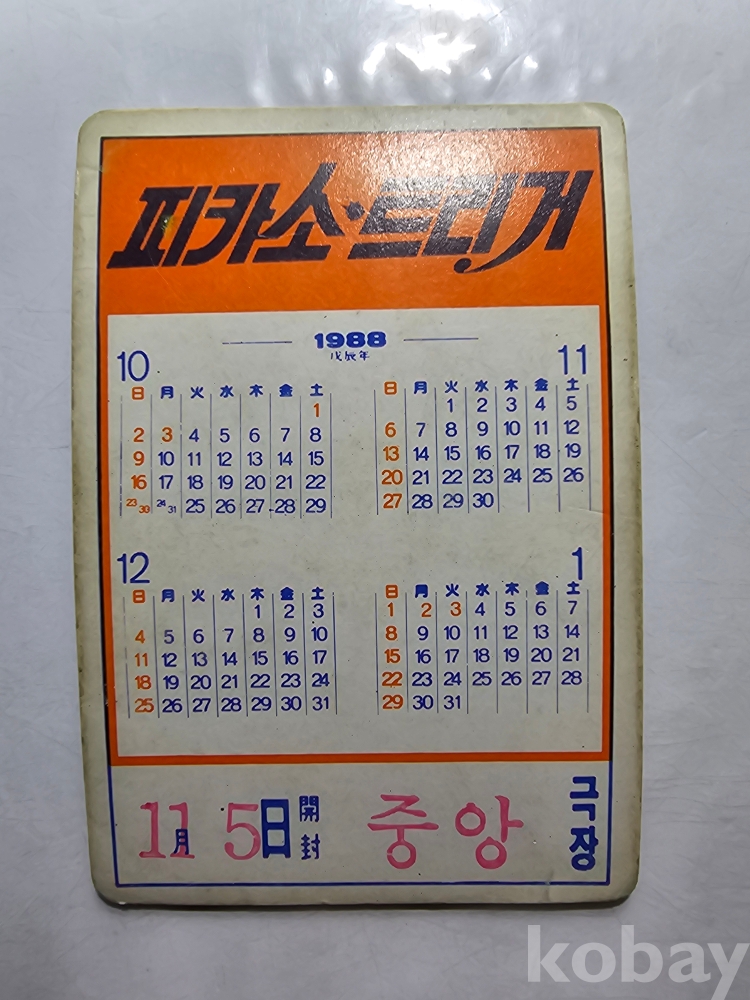 피카소·트리거
1988
戊辰年
10
日 月 火 水 木 金 土
1
2 3 4 5 6 7 8
9 10 11 12 13 14 15
16 17 18 19 20 21 22
23 30 24 31 25 26 27 28 29
11
日 月 火 水 木 金 土
1 2 3 4 5
6 7 8 9 10 11 12
13 14 15 16 17 18 19
20 21 22 23 24 25 26
27 28 29 30
12
日 月 火 水 木 金 土
1 2 3
4 5 6 7 8 9 10
11 12 13 14 15 16 17
18 19 20 21 22 23 24
25 26 27 28 29 30 31
1
日 月 火 水 木 金 土
1 2 3 4 5 6 7
8 9 10 11 12 13 14
15 16 17 18 19 20 21
22 23 24 25 26 27 28
29 30 31
11月 5日 開封 중앙 극장
kobay